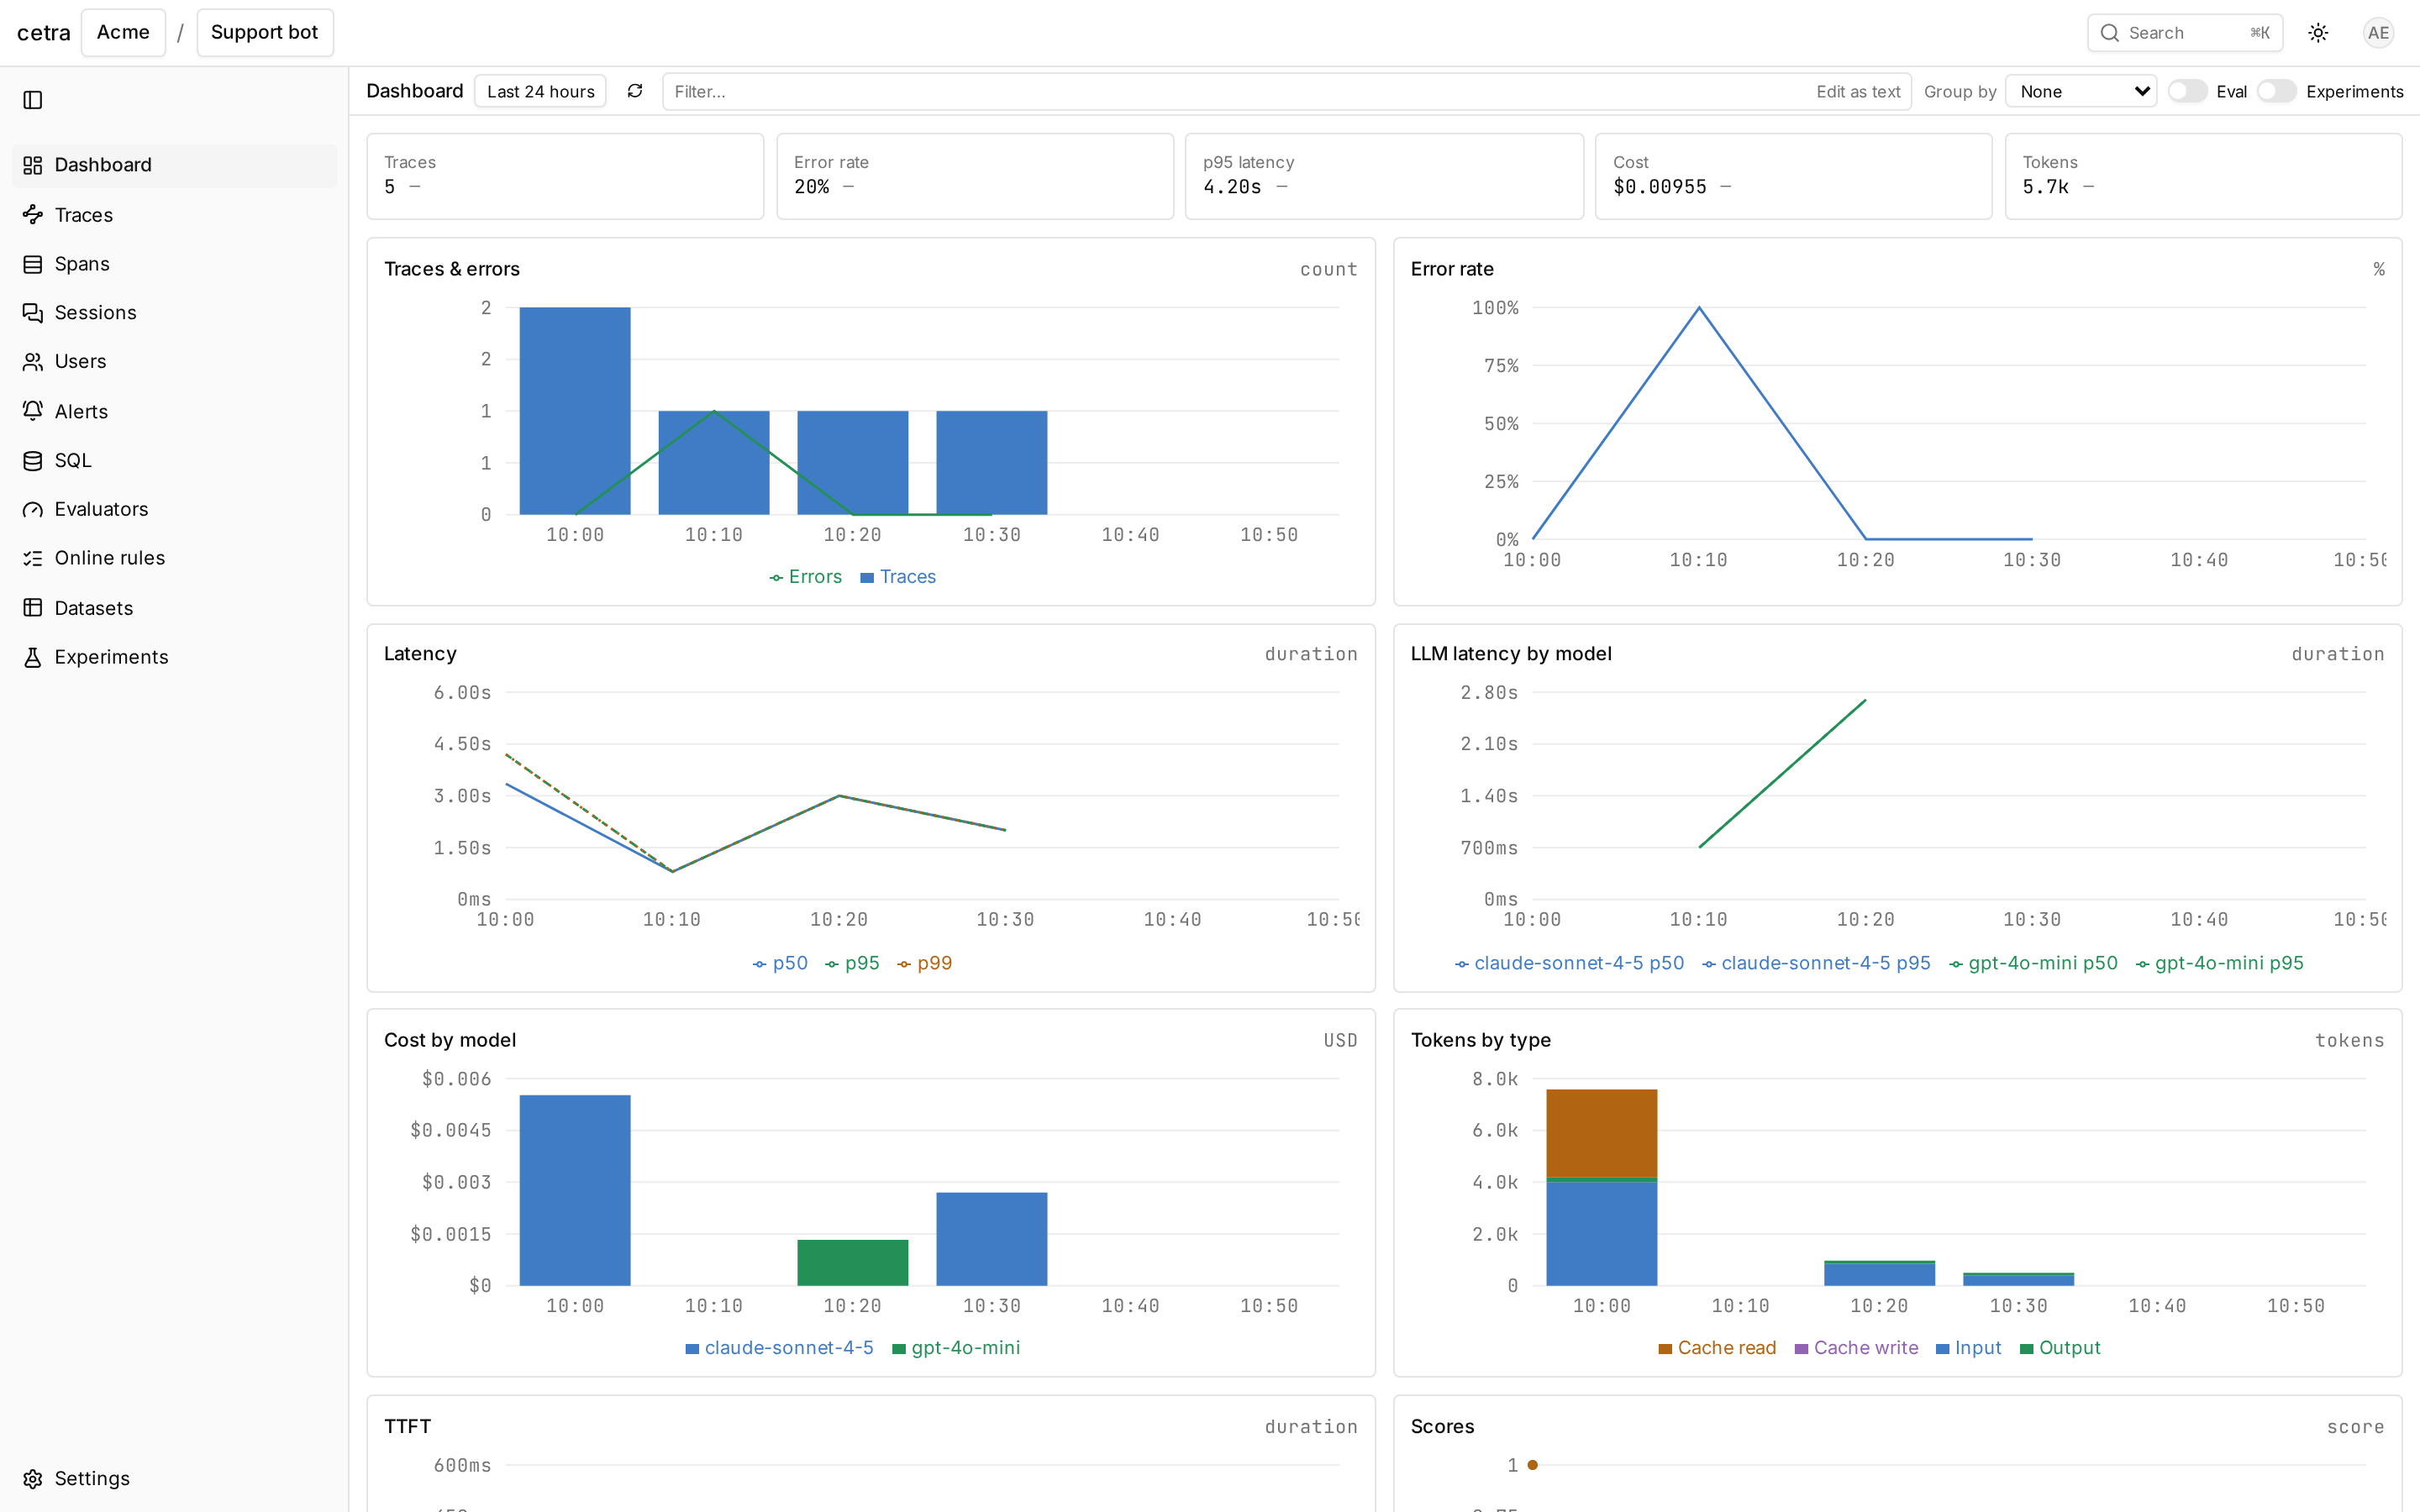 cetra Acme / Support bot Search ⌘K AE
Dashboard Last 24 hours Filter... Edit as text Group by None Eval Experiments
Dashboard
Traces
Spans
Sessions
Users
Alerts
SQL
Evaluators
Online rules
Datasets
Experiments
Settings
Traces
5 —
Error rate
20% —
p95 latency
4.20s —
Cost
$0.00955 —
Tokens
5.7k —
Traces & errors count
2
2
1
1
0
10:00 10:10 10:20 10:30 10:40 10:50
Errors Traces
Error rate %
100%
75%
50%
25%
0%
10:00 10:10 10:20 10:30 10:40 10:50
Latency duration
6.00s
4.50s
3.00s
1.50s
0ms
10:00 10:10 10:20 10:30 10:40 10:50
p50 p95 p99
LLM latency by model duration
2.80s
2.10s
1.40s
700ms
0ms
10:00 10:10 10:20 10:30 10:40 10:50
claude-sonnet-4-5 p50 claude-sonnet-4-5 p95 gpt-4o-mini p50 gpt-4o-mini p95
Cost by model USD
$0.006
$0.0045
$0.003
$0.0015
$0
10:00 10:10 10:20 10:30 10:40 10:50
claude-sonnet-4-5 gpt-4o-mini
Tokens by type tokens
8.0k
6.0k
4.0k
2.0k
0
10:00 10:10 10:20 10:30 10:40 10:50
Cache read Cache write Input Output
TTFT duration
600ms
Scores score
1